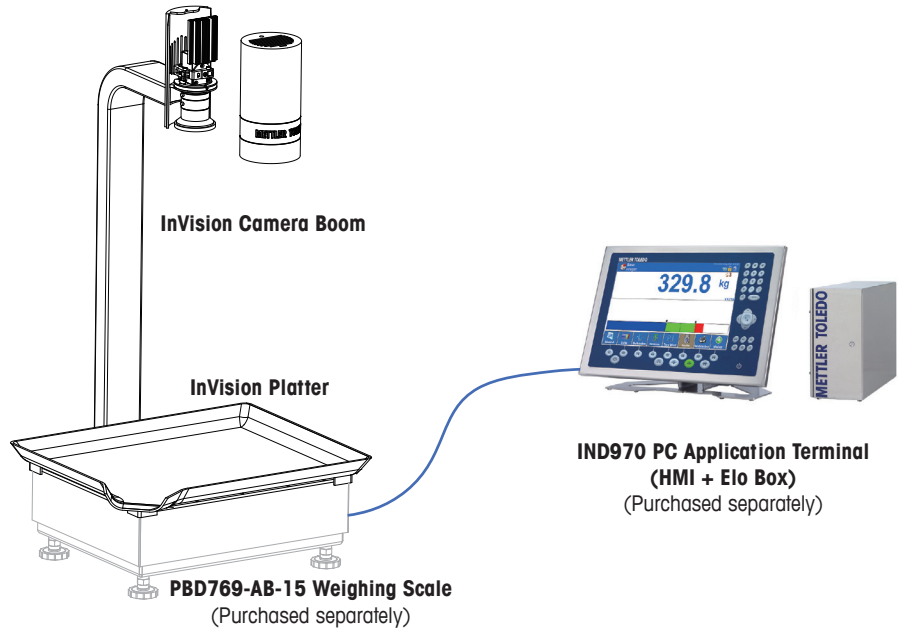 METTLER TOLEDO
InVision Camera Boom
METTLER TOLEDO
329.8 kg
METTLER TOLEDO
InVision Platter
IND970 PC Application Terminal
(HMI + Elo Box)
(Purchased separately)
PBD769-AB-15 Weighing Scale
(Purchased separately)